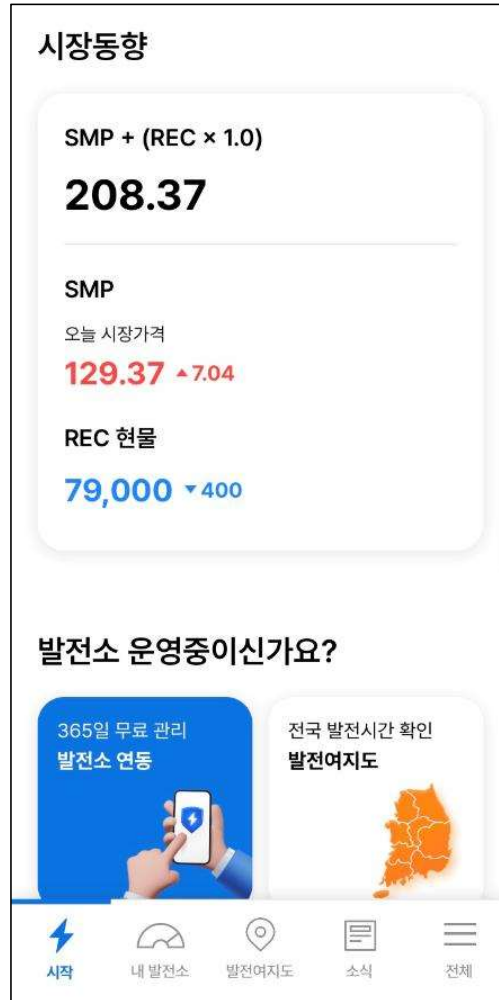 시장동향
SMP + (REC × 1.0)
208.37
SMP
오늘 시장가격
129.37 ▲7.04
REC 현물
79,000 ▼400
발전소 운영중이신가요?
365일 무료 관리
발전소 연동
전국 발전시간 확인
발전여지도
시작
내 발전소
발전여지도
소식
전체